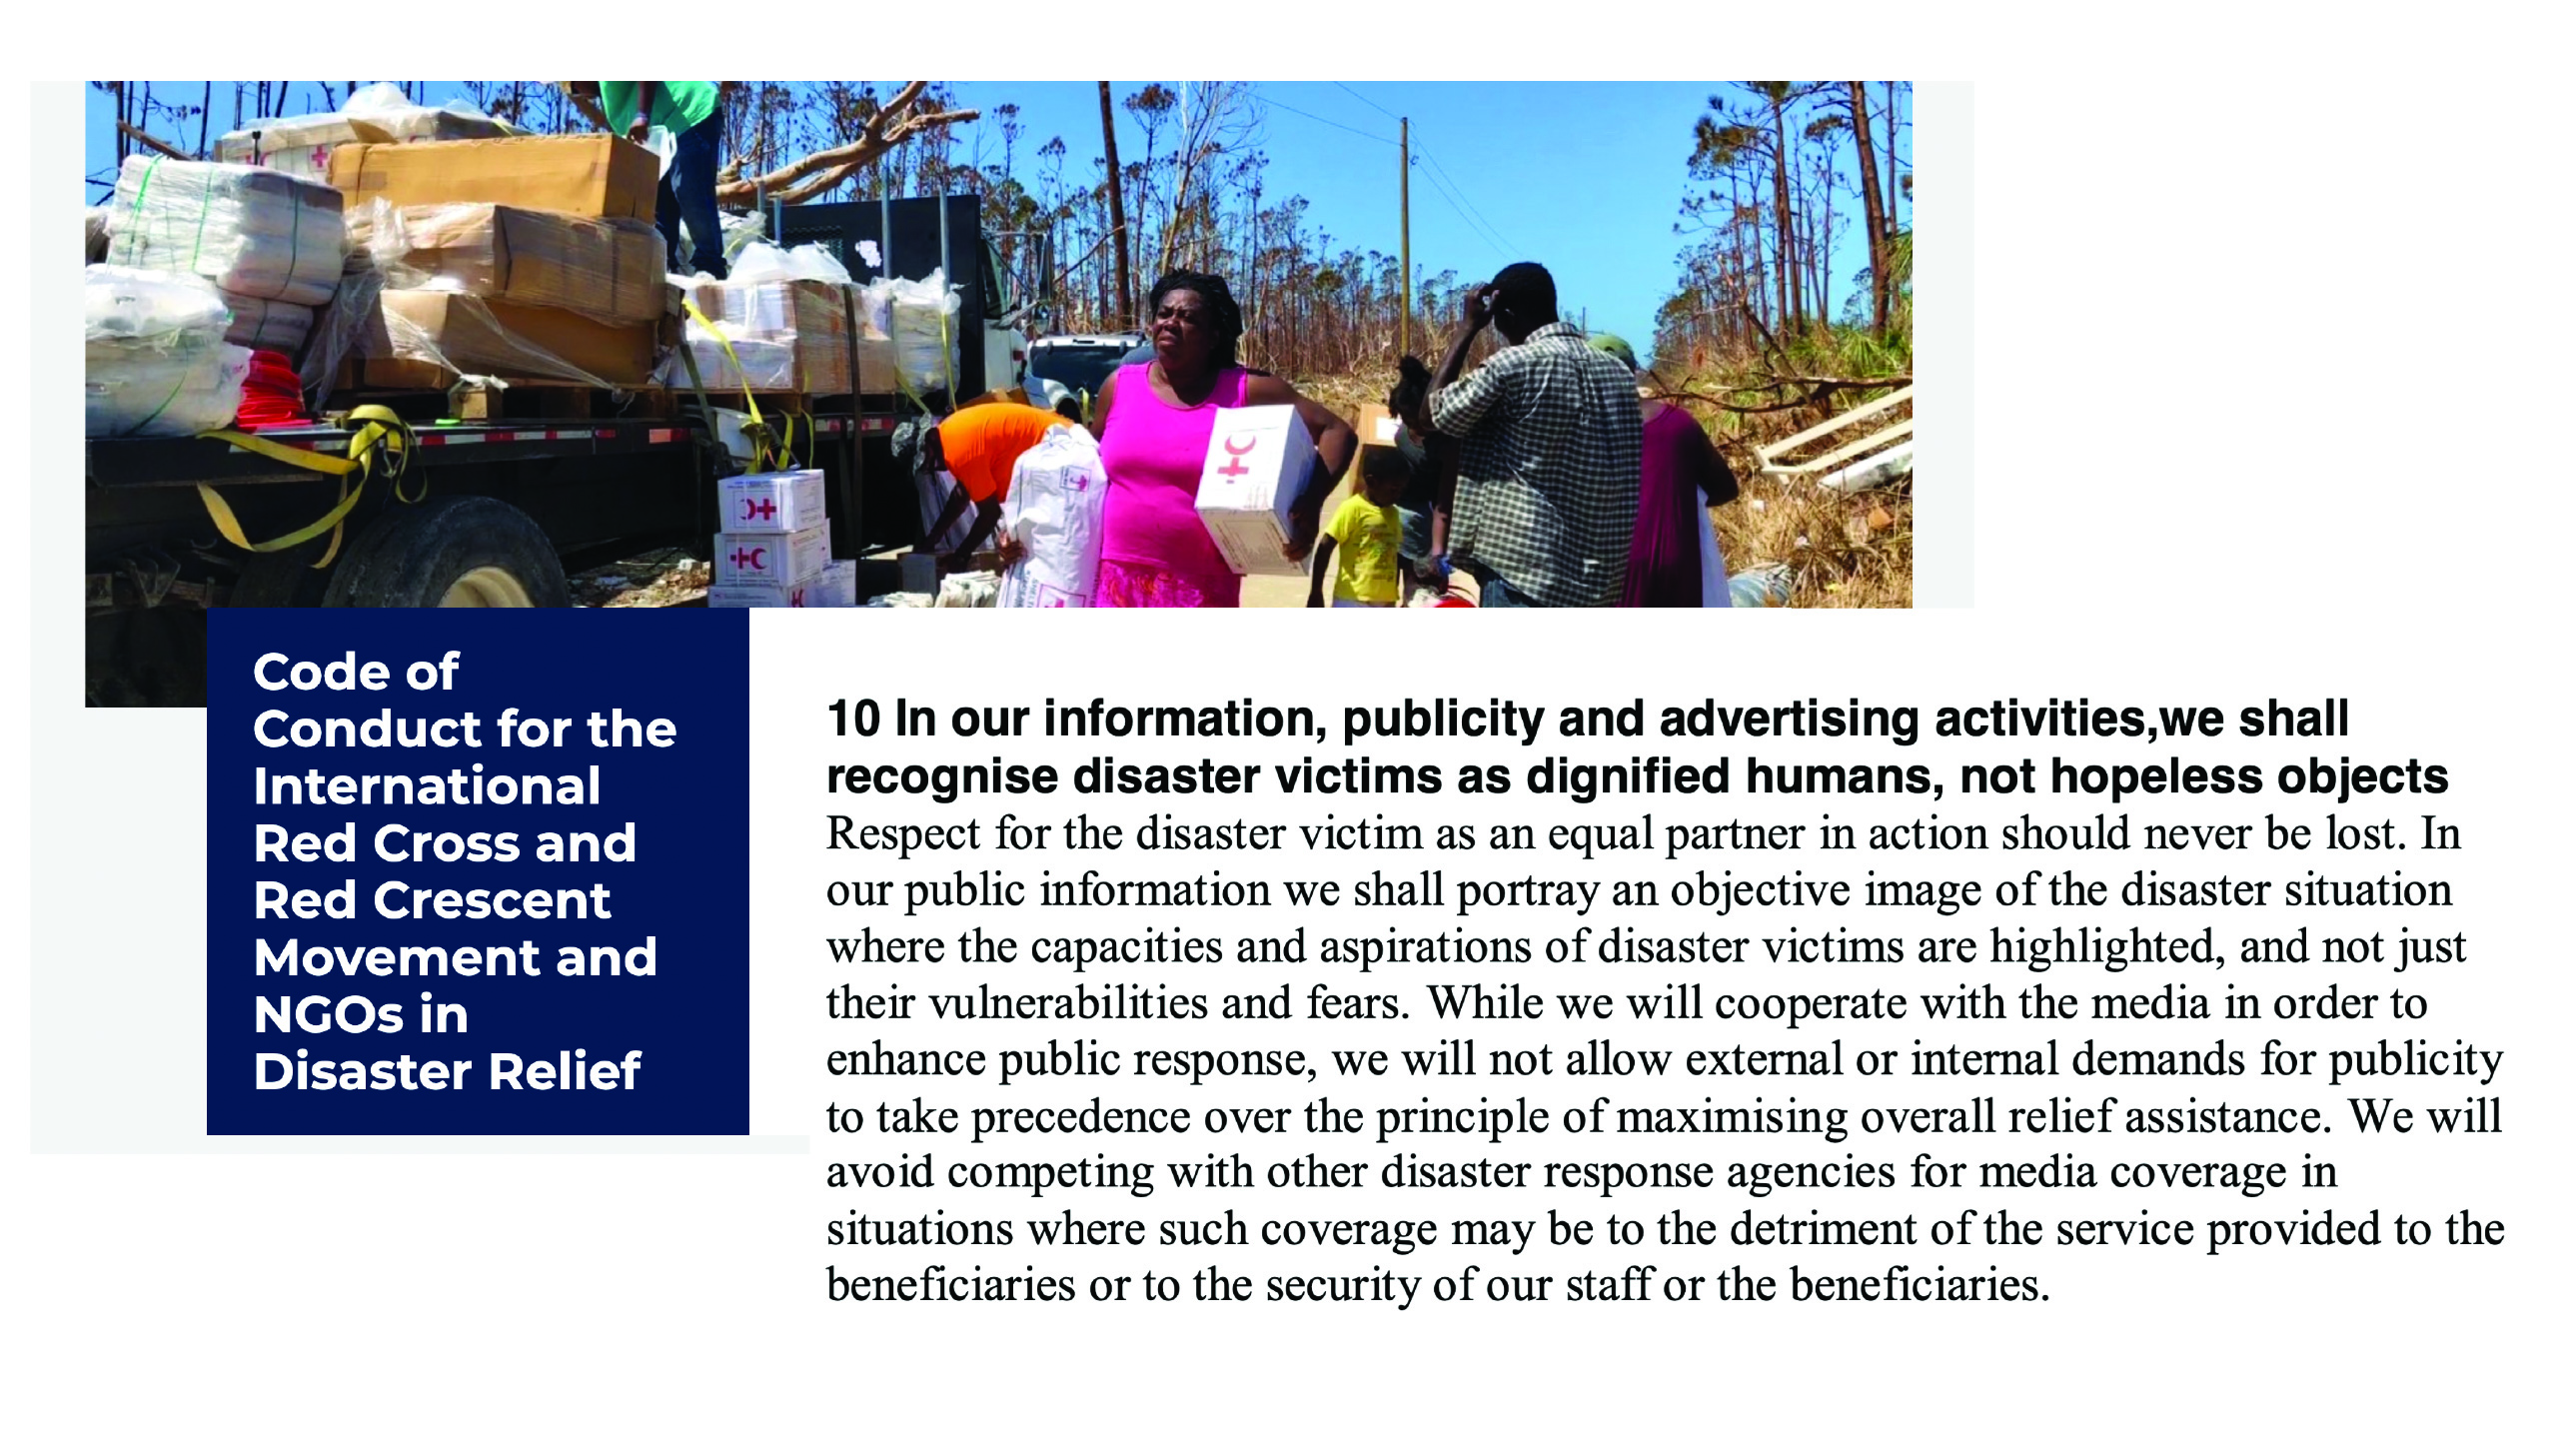 Code of
Conduct for the
International
Red Cross and
Red Crescent
Movement and
NGOs in
Disaster Relief
10 In our information, publicity and advertising activities,we shall
recognise disaster victims as dignified humans, not hopeless objects
Respect for the disaster victim as an equal partner in action should never be lost. In
our public information we shall portray an objective image of the disaster situation
where the capacities and aspirations of disaster victims are highlighted, and not just
their vulnerabilities and fears. While we will cooperate with the media in order to
enhance public response, we will not allow external or internal demands for publicity
to take precedence over the principle of maximising overall relief assistance. We will
avoid competing with other disaster response agencies for media coverage in
situations where such coverage may be to the detriment of the service provided to the
beneficiaries or to the security of our staff or the beneficiaries.